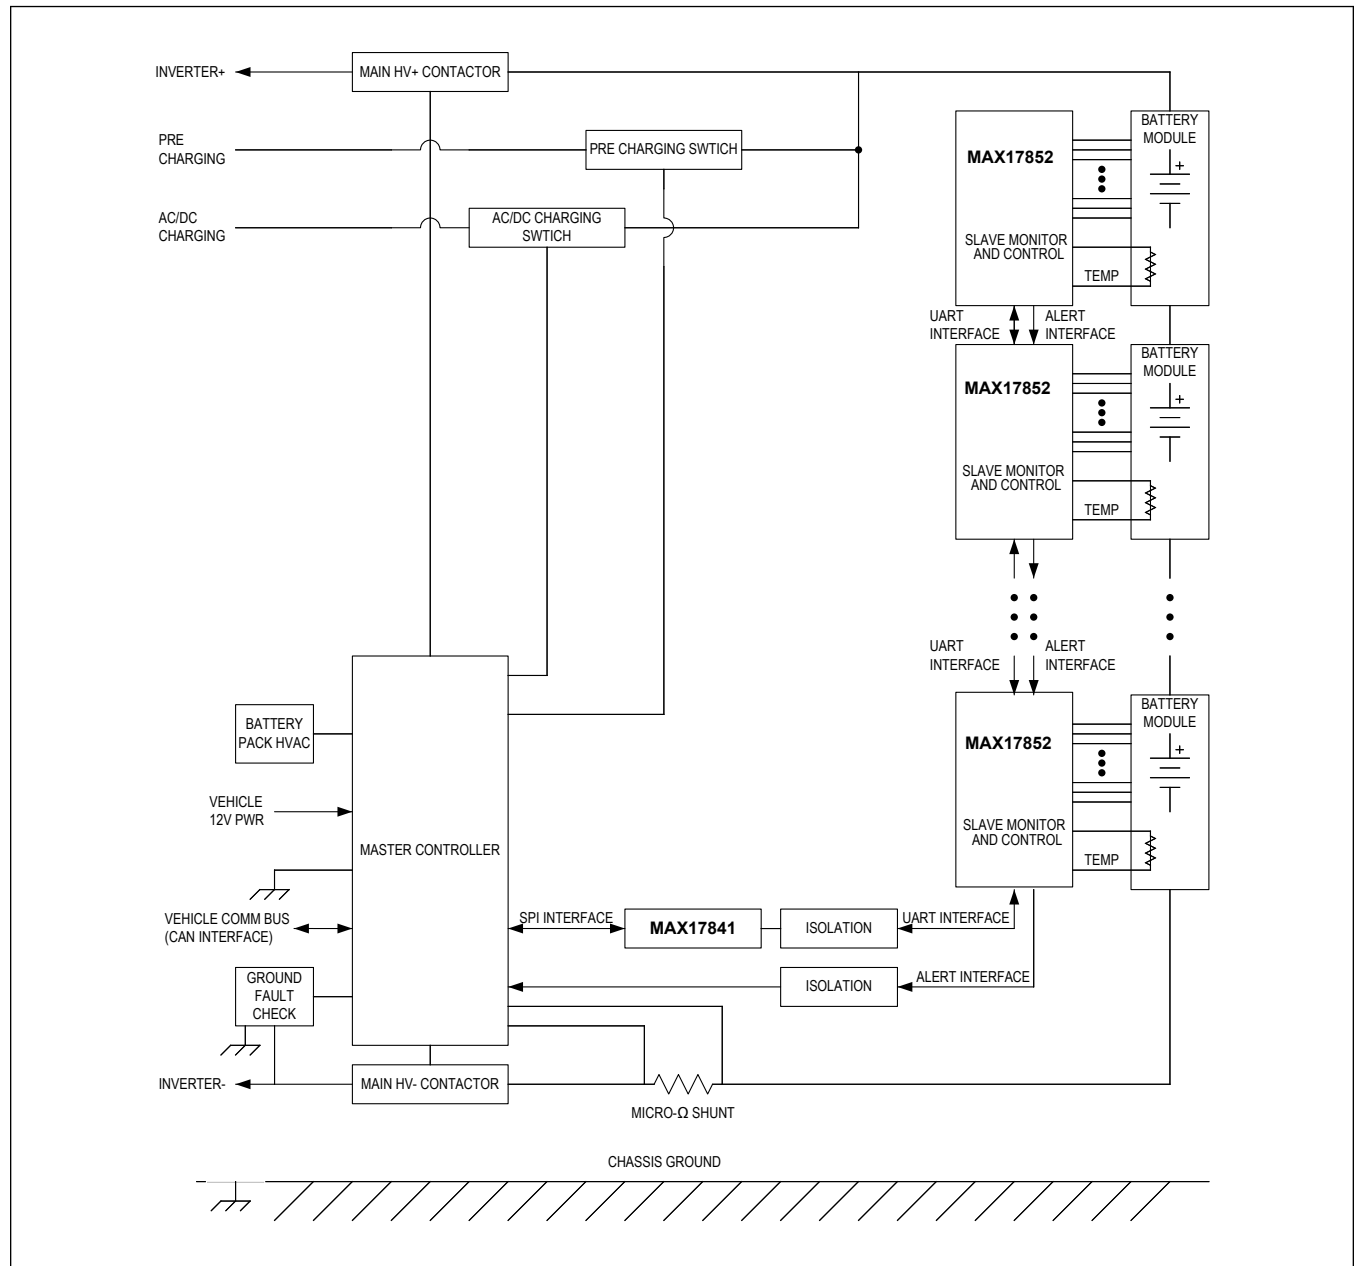 INVERTER+
MAIN HV+ CONTACTOR
PRE
CHARGING
PRE CHARGING SWTICH
AC/DC
CHARGING
AC/DC CHARGING
SWTICH
MAX17852
SLAVE MONITOR
AND CONTROL
TEMP
BATTERY
MODULE
+
UART
INTERFACE
ALERT
INTERFACE
MAX17852
SLAVE MONITOR
AND CONTROL
TEMP
BATTERY
MODULE
+
UART
INTERFACE
ALERT
INTERFACE
MAX17852
SLAVE MONITOR
AND CONTROL
TEMP
BATTERY
MODULE
+
BATTERY
PACK HVAC
VEHICLE
12V PWR
MASTER CONTROLLER
VEHICLE COMM BUS
(CAN INTERFACE)
SPI INTERFACE
MAX17841
ISOLATION
UART INTERFACE
GROUND
FAULT
CHECK
ISOLATION
ALERT INTERFACE
INVERTER-
MAIN HV- CONTACTOR
MICRO-Ω SHUNT
CHASSIS GROUND